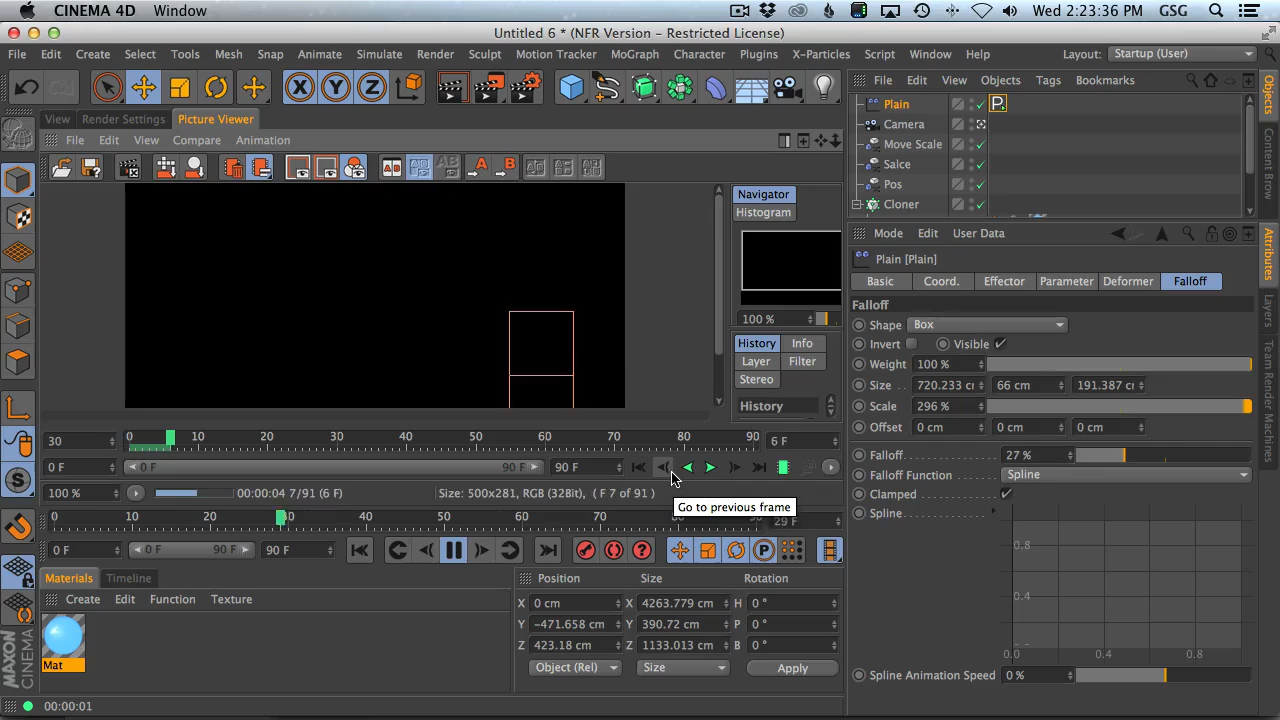 CINEMA 4D Window Wed 2:23:36 PM GSG
Untitled 6 * (NFR Version - Restricted License)
File Edit Create Select Tools Mesh Snap Animate Simulate Render Sculpt Motion Tracker MoGraph Character Plugins X-Particles Script Window Help Layout: Startup (User)
X Y Z
File Edit View Objects Tags Bookmarks
Plain
Camera
Move Scale
Salce
Pos
Cloner
View Render Settings Picture Viewer
File Edit View Compare Animation
AB A B
Navigator
Histogram
100 %
History Info
Layer Filter
Stereo
History
Mode Edit User Data
Plain [Plain]
Basic Coord. Effector Parameter Deformer Falloff
Falloff
Shape Box
Invert Visible
Weight 100 %
Size . . 720.233 66 cm 191.387
Scale 296 %
Offset 0 cm 0 cm 0 cm
Falloff 27 %
Falloff Function Spline
Clamped
Spline
0.8
0.4
0.0 0.4 0.8
Spline Animation Speed 0 %
30 0 10 20 30 40 50 60 70 80 90 6 F
0 F 0 F 90 F 90 F
Go to previous frame
100 % 00:00:04 7/91 (6 F) Size: 500x281, RGB (32Bit), ( F 7 of 91 )
0 10 20 40 50 60 70 80 29 F
0 F 0 F 90 F 90 F
P
Materials Timeline
Create Edit Function Texture
Mat
Position Size Rotation
X 0 cm X 4263.779 cm H 0 °
Y -471.658 cm Y 390.72 cm P 0 °
Z 423.18 cm Z 1133.013 cm B 0 °
Object (Rel) Size Apply
MAXON CINEMA 4D
00:00:01
Objects
Content Brow
Attributes
Layers
Team Render Machines